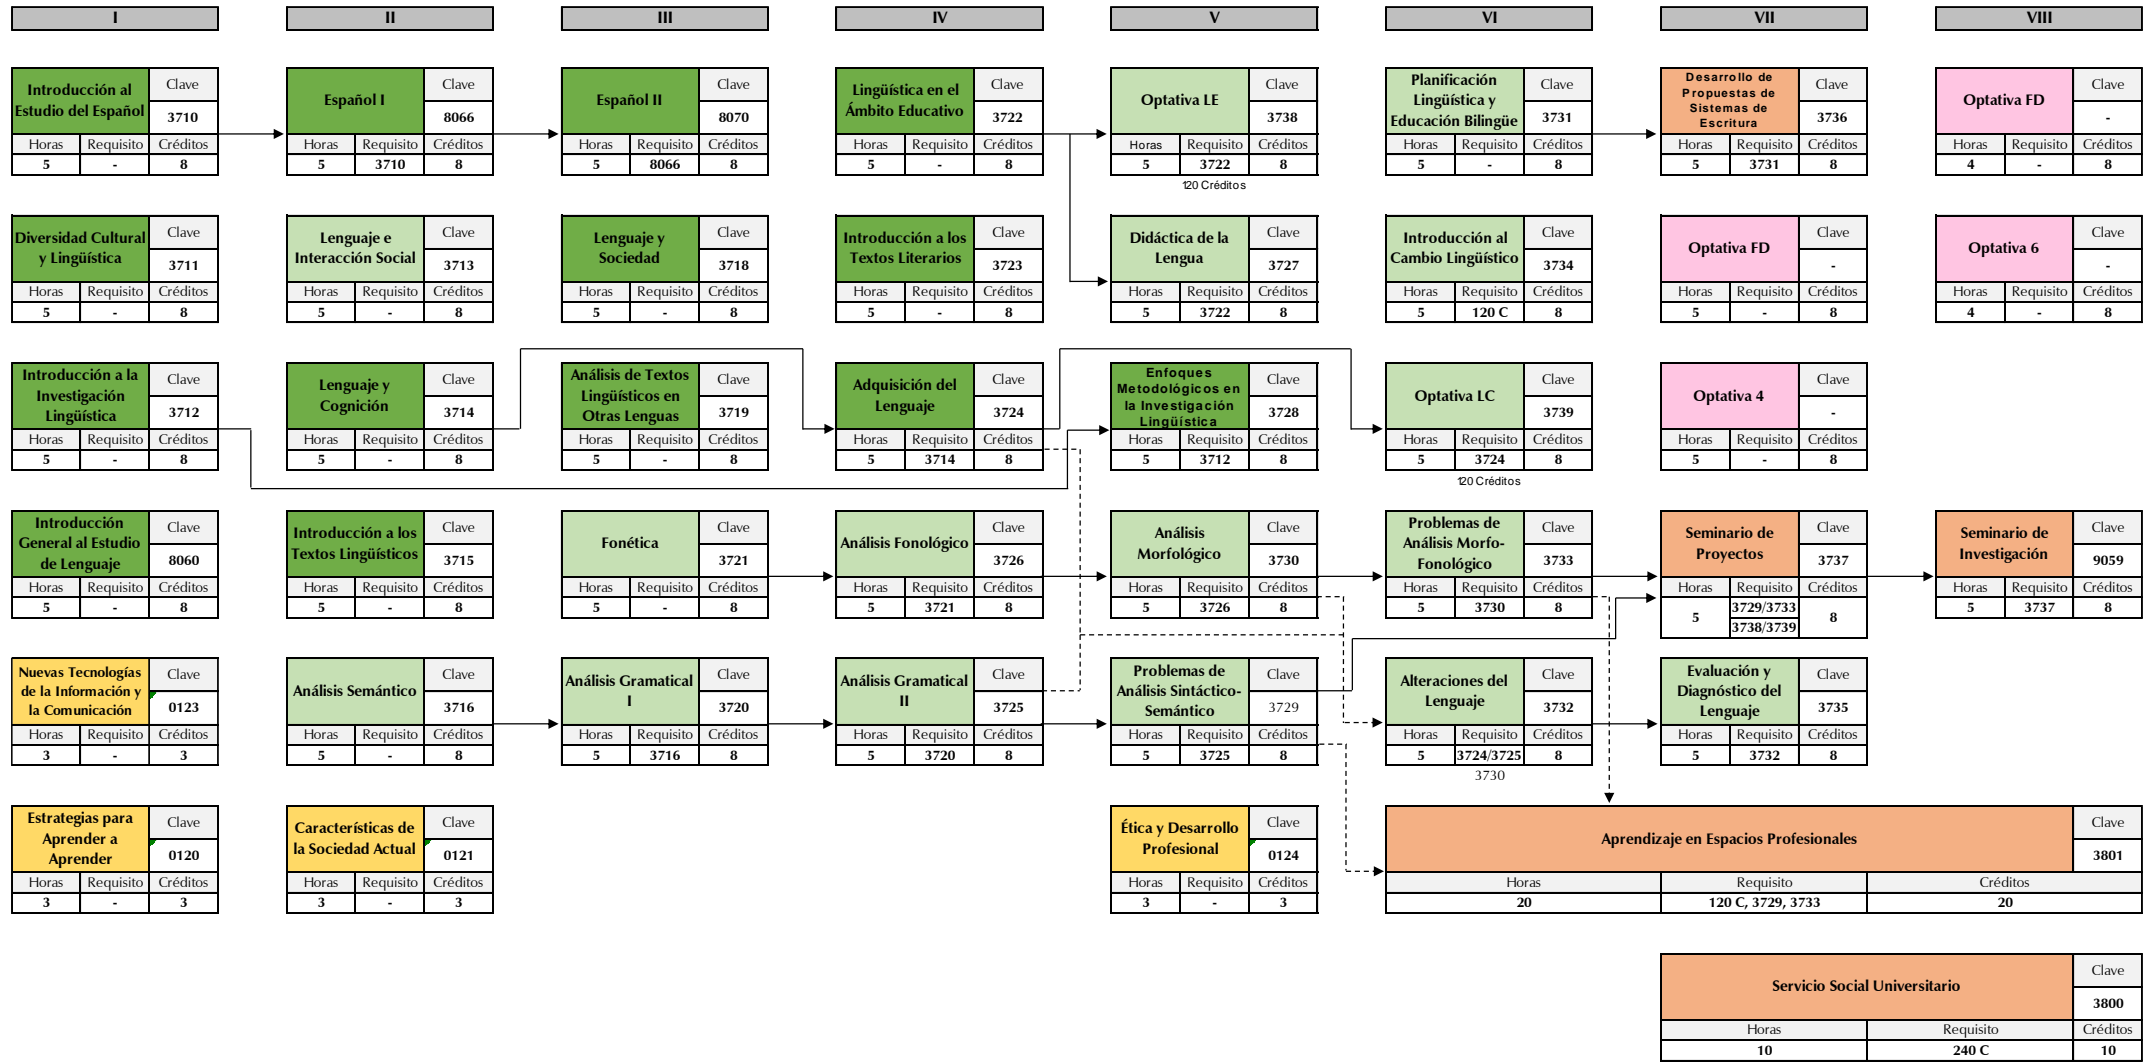 I II III IV V VI VII VIII
Introducción al
Estudio del Español
Clave
3710
Horas Requisito Créditos
5 - 8
Español I
Clave
8066
Horas Requisito Créditos
5 3710 8
Español II
Clave
8070
Horas Requisito Créditos
5 8066 8
Lingüística en el
Ámbito Educativo
Clave
3722
Horas Requisito Créditos
5 - 8
Optativa LE
Clave
3738
Horas Requisito Créditos
5 3722 8
120 Créditos
Planificación
Lingüística y
Educación Bilingüe
Clave
3731
Horas Requisito Créditos
5 - 8
Desarrollo de
Propuestas de
Sistemas de
Escritura
Clave
3736
Horas Requisito Créditos
5 3731 8
Optativa FD
Clave
-
Horas Requisito Créditos
4 - 8
Diversidad Cultural
y Lingüística
Clave
3711
Horas Requisito Créditos
5 - 8
Lenguaje e
Interacción Social
Clave
3713
Horas Requisito Créditos
5 - 8
Lenguaje y
Sociedad
Clave
3718
Horas Requisito Créditos
5 - 8
Introducción a los
Textos Literarios
Clave
3723
Horas Requisito Créditos
5 - 8
Didáctica de la
Lengua
Clave
3727
Horas Requisito Créditos
5 3722 8
Introducción al
Cambio Lingüístico
Clave
3734
Horas Requisito Créditos
5 120 C 8
Optativa FD
Clave
-
Horas Requisito Créditos
5 - 8
Optativa 6
Clave
-
Horas Requisito Créditos
4 - 8
Introducción a la
Investigación
Lingüística
Clave
3712
Horas Requisito Créditos
5 - 8
Lenguaje y
Cognición
Clave
3714
Horas Requisito Créditos
5 - 8
Análisis de Textos
Lingüísticos en
Otras Lenguas
Clave
3719
Horas Requisito Créditos
5 - 8
Adquisición del
Lenguaje
Clave
3724
Horas Requisito Créditos
5 3714 8
Enfoques
Metodológicos en
la Investigación
Lingüística
Clave
3728
Horas Requisito Créditos
5 3712 8
Optativa LC
Clave
3739
Horas Requisito Créditos
5 3724 8
120 Créditos
Optativa 4
Clave
-
Horas Requisito Créditos
5 - 8
Introducción
General al Estudio
de Lenguaje
Clave
8060
Horas Requisito Créditos
5 - 8
Introducción a los
Textos Lingüísticos
Clave
3715
Horas Requisito Créditos
5 - 8
Fonética
Clave
3721
Horas Requisito Créditos
5 - 8
Análisis Fonológico
Clave
3726
Horas Requisito Créditos
5 3721 8
Análisis
Morfológico
Clave
3730
Horas Requisito Créditos
5 3726 8
Problemas de
Análisis Morfo-
Fonológico
Clave
3733
Horas Requisito Créditos
5 3730 8
Seminario de
Proyectos
Clave
3737
Horas Requisito Créditos
5 3729/3733 8
3738/3739
Seminario de
Investigación
Clave
9059
Horas Requisito Créditos
5 3737 8
Nuevas Tecnologías
de la Información y
la Comunicación
Clave
0123
Horas Requisito Créditos
3 - 3
Análisis Semántico
Clave
3716
Horas Requisito Créditos
5 - 8
Análisis Gramatical
I
Clave
3720
Horas Requisito Créditos
5 3716 8
Análisis Gramatical
II
Clave
3725
Horas Requisito Créditos
5 3720 8
Problemas de
Análisis Sintáctico-
Semántico
Clave
3729
Horas Requisito Créditos
5 3725 8
Alteraciones del
Lenguaje
Clave
3732
Horas Requisito Créditos
5 3724/3725 8
3730
Evaluación y
Diagnóstico del
Lenguaje
Clave
3735
Horas Requisito Créditos
5 3732 8
Estrategias para
Aprender a
Aprender
Clave
0120
Horas Requisito Créditos
3 - 3
Características de
la Sociedad Actual
Clave
0121
Horas Requisito Créditos
3 - 3
Ética y Desarrollo
Profesional
Clave
0124
Horas Requisito Créditos
3 - 3
Aprendizaje en Espacios Profesionales
Clave
3801
Horas Requisito Créditos
20 120 C, 3729, 3733 20
Servicio Social Universitario
Clave
3800
Horas Requisito Créditos
10 240 C 10